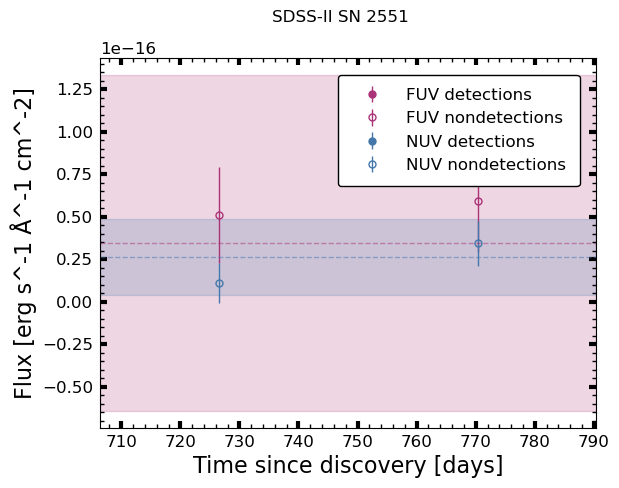 SDSS-II SN 2551
1e−16
FUV detections
FUV nondetections
NUV detections
NUV nondetections
1.25
1.00
0.75
0.50
0.25
0.00
−0.25
−0.50
Flux [erg s^-1 Å^-1 cm^-2]
710 720 730 740 750 760 770 780 790
Time since discovery [days]